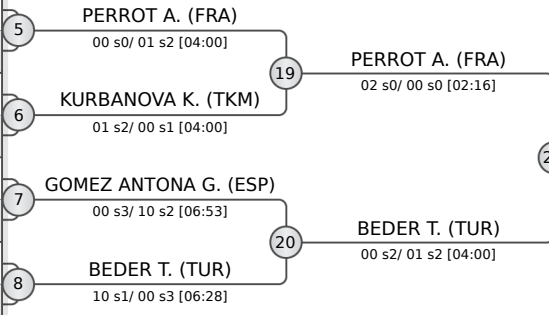 PERROT A. (FRA)
5
00 s0/ 01 s2 [04:00]
19
PERROT A. (FRA)
02 s0/ 00 s0 [02:16]
KURBANOVA K. (TKM)
6
01 s2/ 00 s1 [04:00]
GOMEZ ANTONA G. (ESP)
7
00 s3/ 10 s2 [06:53]
20
BEDER T. (TUR)
00 s2/ 01 s2 [04:00]
BEDER T. (TUR)
8
10 s1/ 00 s3 [06:28]